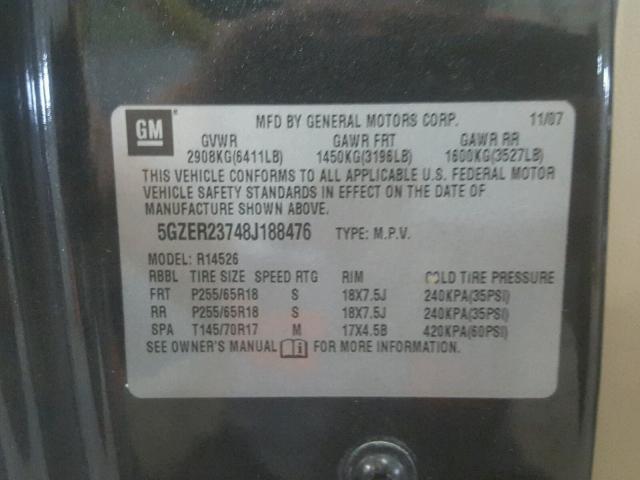 GM MFD BY GENERAL MOTORS CORP. 11/07
GVWR GAWR FRT GAWR RR
2908KG(6411LB) 1450KG(3196LB) 1600KG(3527LB)
THIS VEHICLE CONFORMS TO ALL APPLICABLE U.S. FEDERAL MOTOR
VEHICLE SAFETY STANDARDS IN EFFECT ON THE DATE OF
MANUFACTURE SHOWN ABOVE.
5GZER23748J188476 TYPE: M.P.V.
MODEL: R14526
RBBL TIRE SIZE SPEED RTG RIM COLD TIRE PRESSURE
FRT P255/65R18 S 18X7.5J 240KPA(35PSI)
RR P255/65R18 S 18X7.5J 240KPA(35PSI)
SPA T145/70R17 M 17X4.5B 420KPA(60PSI)
SEE OWNER'S MANUAL i FOR MORE INFORMATION.